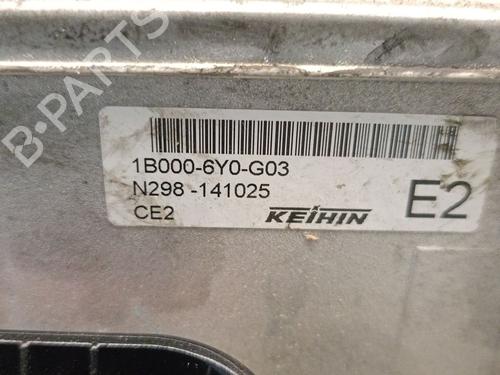 B-PARTS
1B000-6Y0-G03
N298 -141025
CE2
KEIHIN
E2